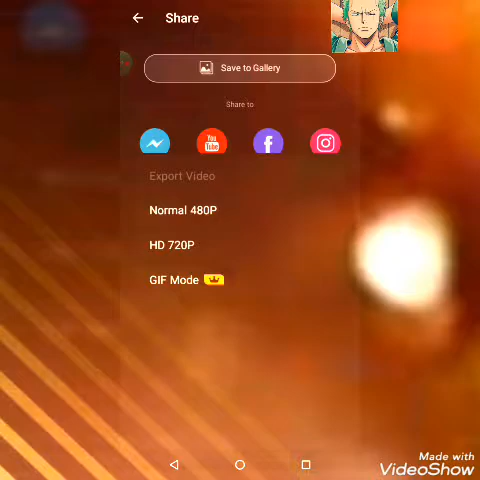 Share
Save to Gallery
Share to
You
Tube
f
Export Video
Normal 480P
HD 720P
GIF Mode
Made with
VideoShow